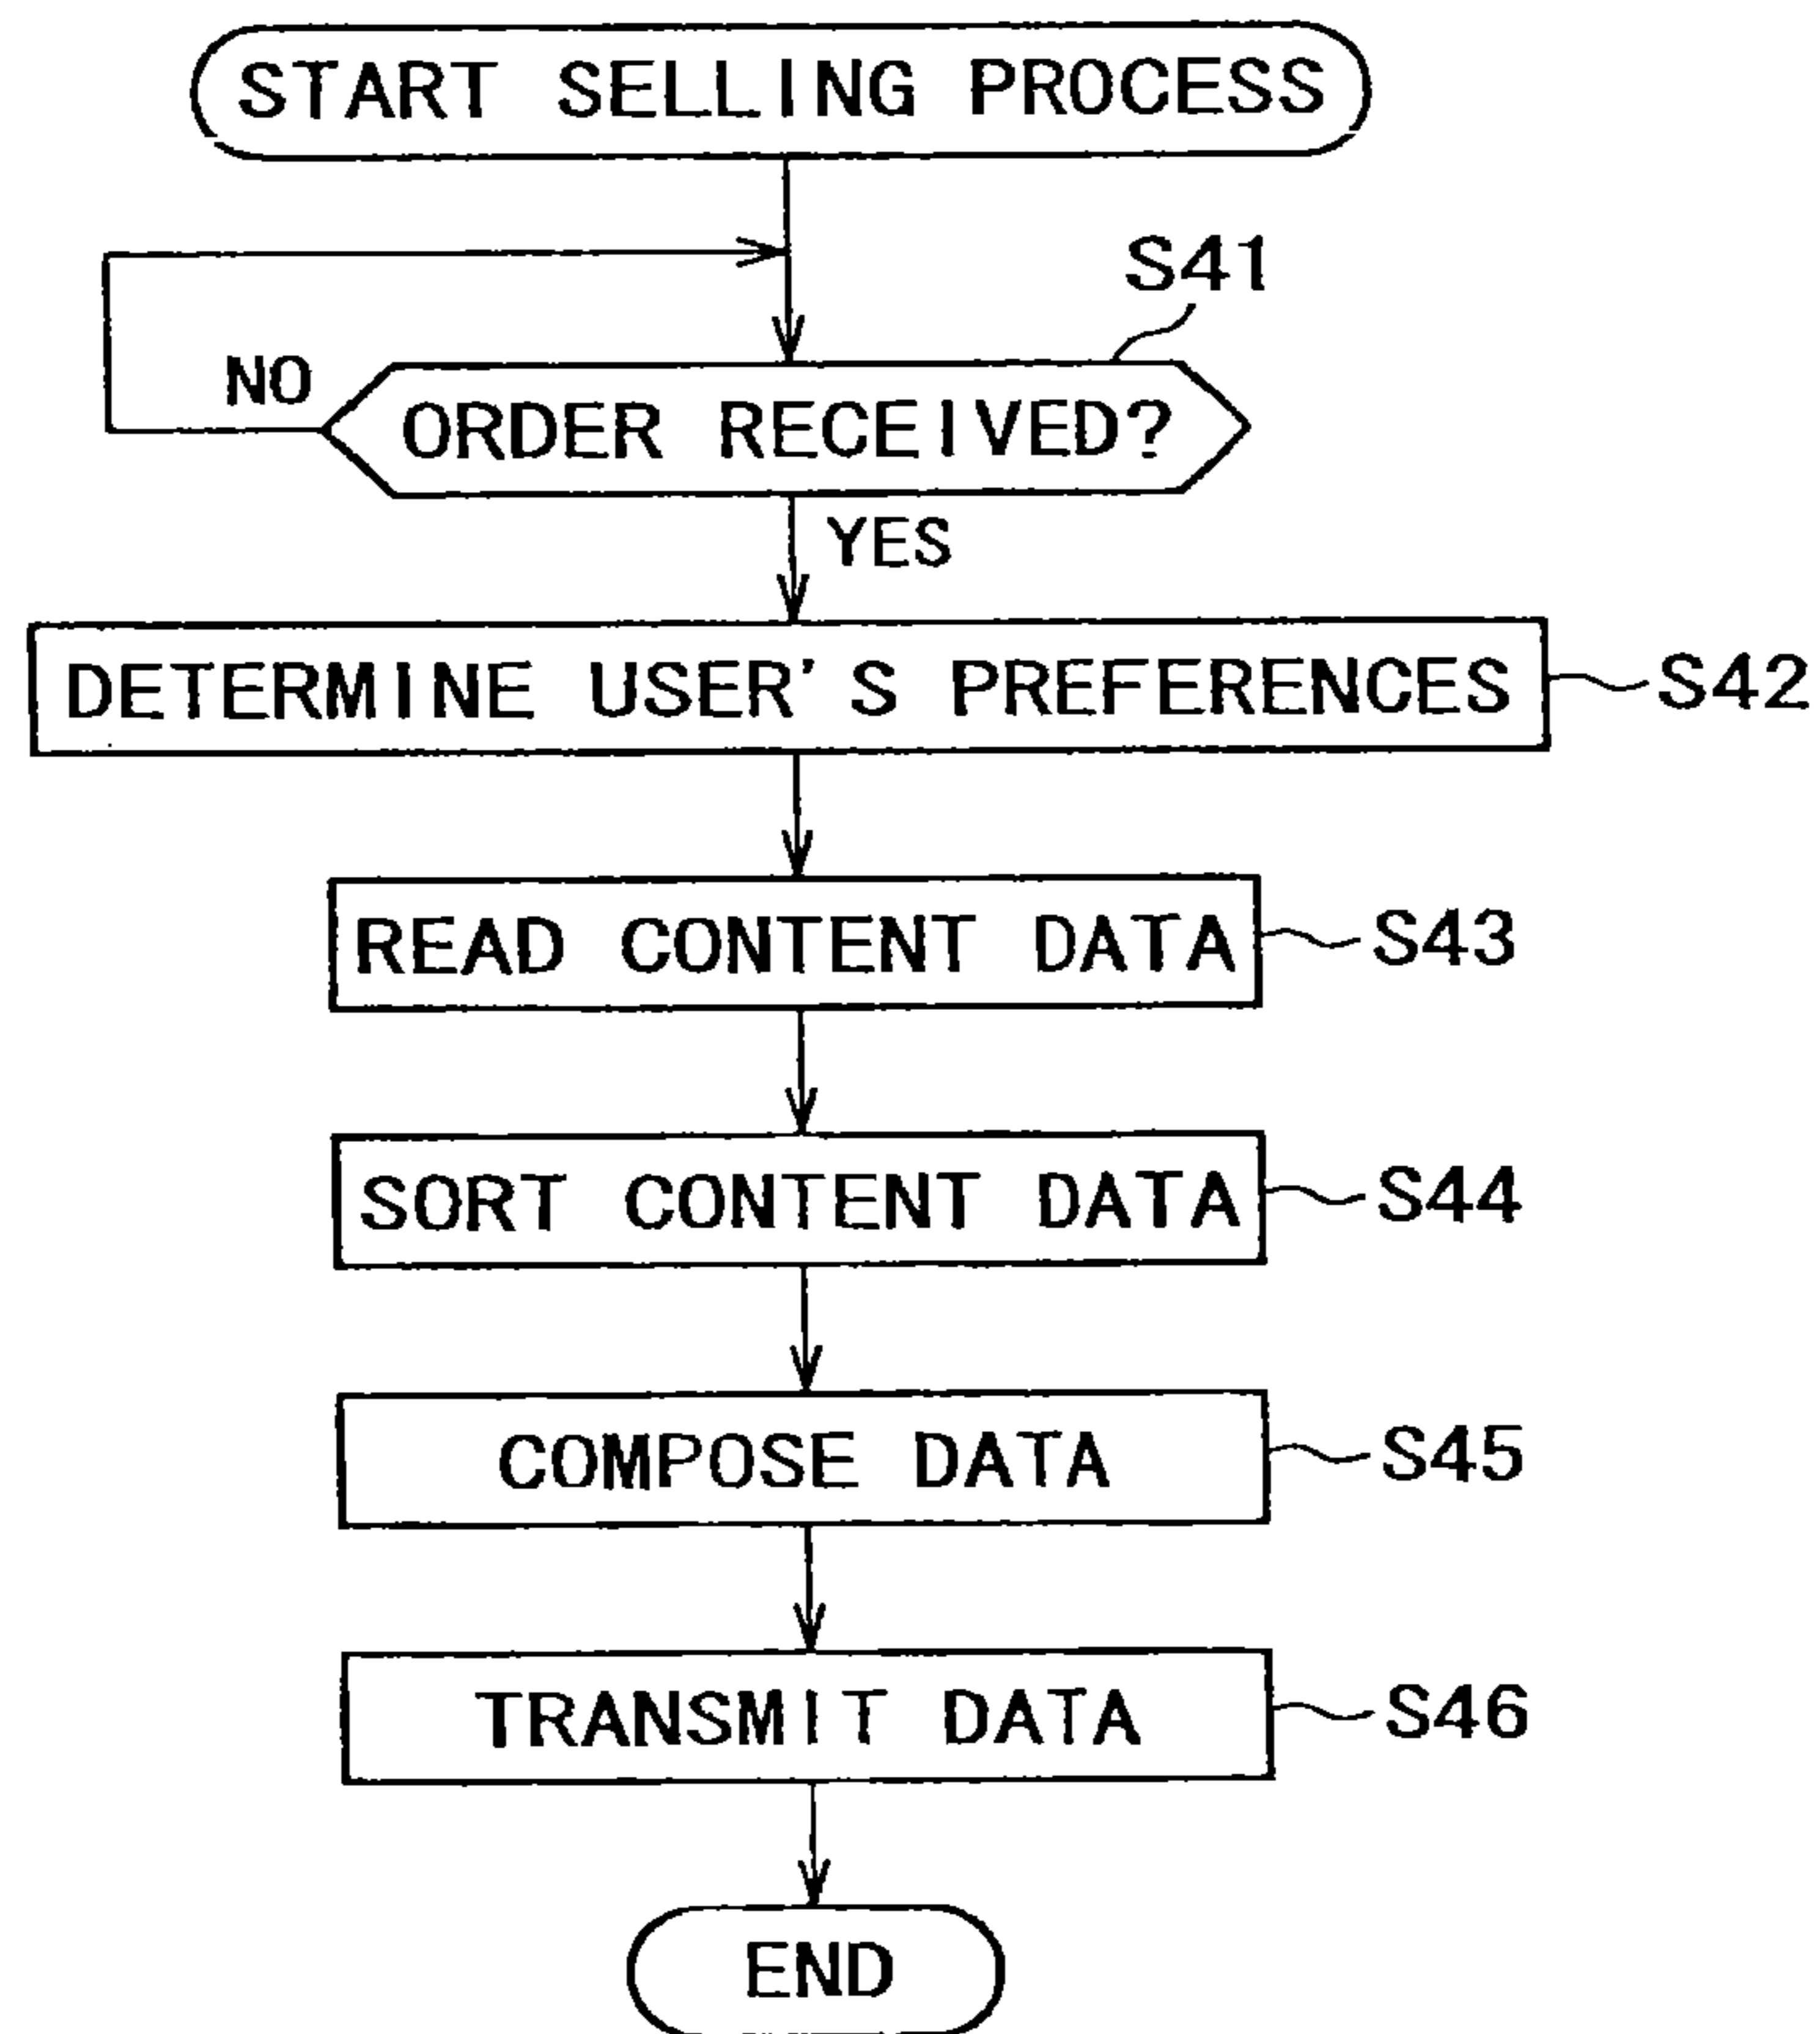 START SELLING PROCESS
S41
NO
ORDER RECEIVED?
YES
DETERMINE USER'S PREFERENCES
S42
READ CONTENT DATA
S43
SORT CONTENT DATA
S44
COMPOSE DATA
S45
TRANSMIT DATA
S46
END